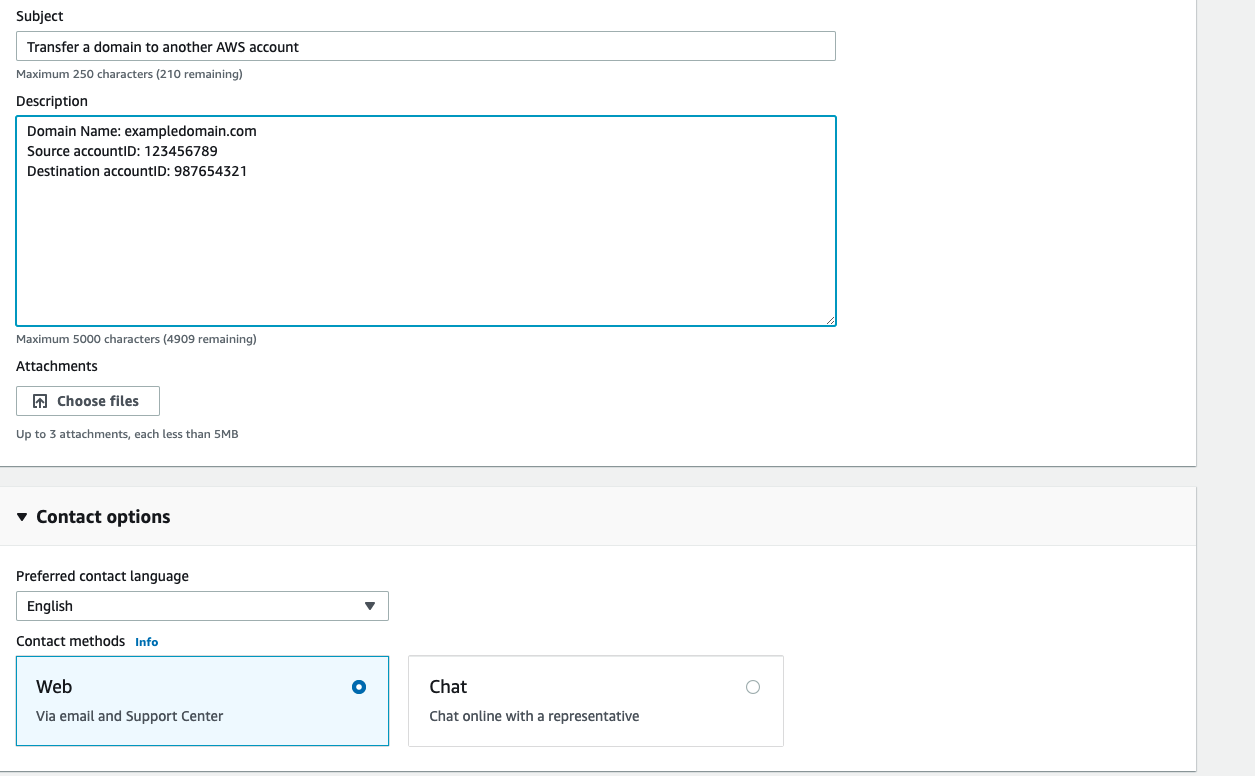 Subject
Transfer a domain to another AWS account
Maximum 250 characters (210 remaining)
Description
Domain Name: exampledomain.com
Source accountID: 123456789
Destination accountID: 987654321
Maximum 5000 characters (4909 remaining)
Attachments
Choose files
Up to 3 attachments, each less than 5MB
Contact options
Preferred contact language
English
Contact methods Info
Web
Via email and Support Center
Chat
Chat online with a representative